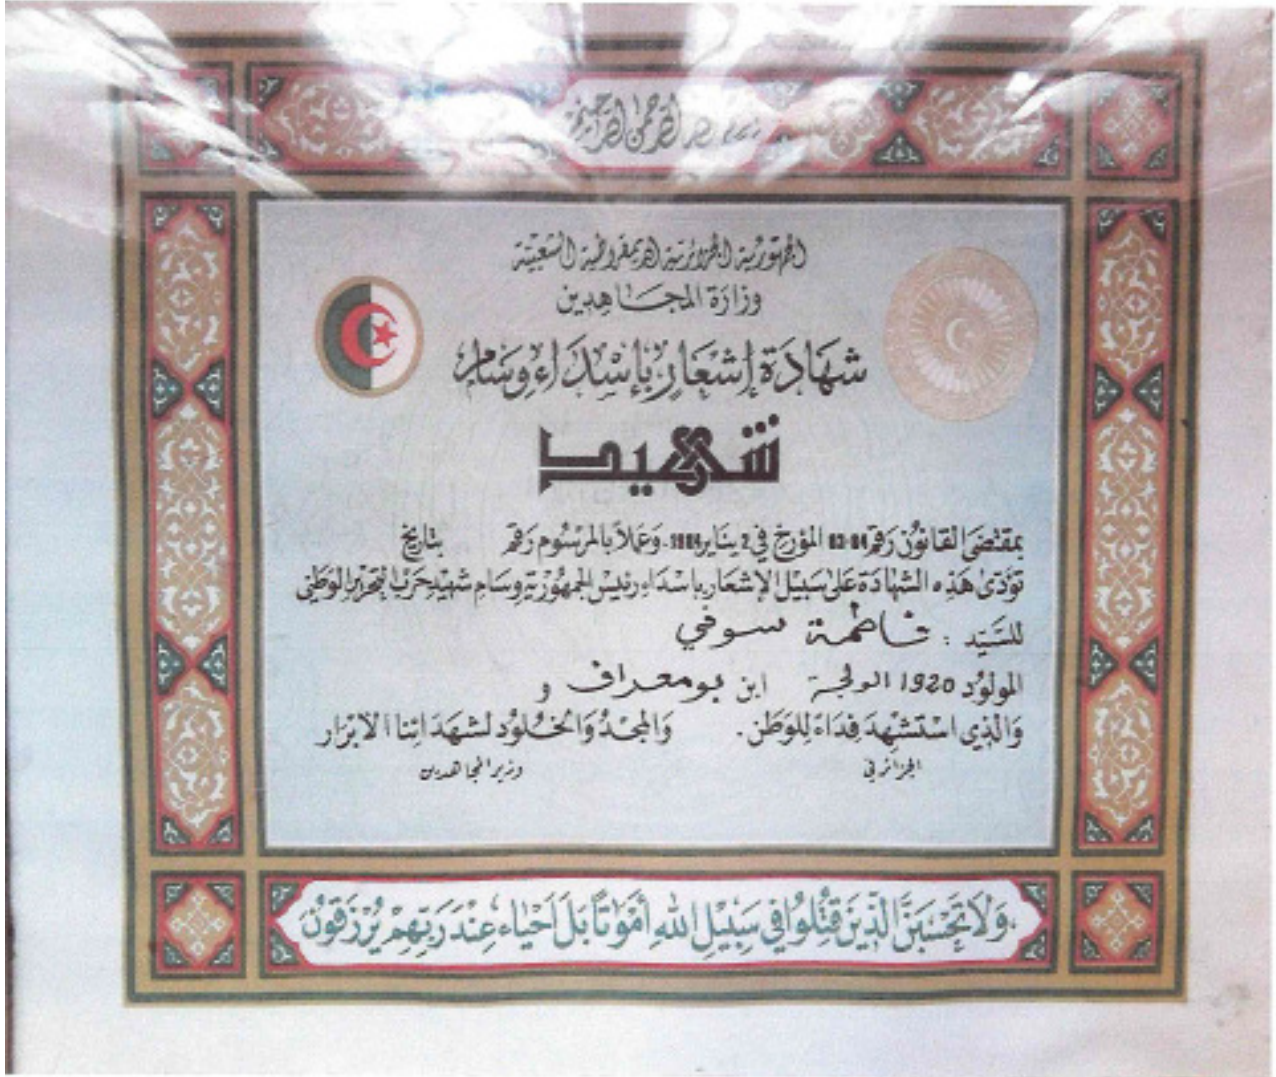 بسم الله الرحمن الرحيم
الجمهورية الجزائرية الديمقراطية الشعبية
وزارة المجاهدين
شهادة إشعار بإسداء وسام
شهيد
بمقتضى القانون رقم 84-02 المؤرخ في 2 يناير 1984. وعملا بالمرسوم رقم بتاريخ
تؤدى هذه الشهادة على سبيل الإشعار بإسداء رئيس الجمهورية وسام شهيد حرب التحرير الوطني
للسيد : فاطمة سوفي
المولود 1920 الولجة ابن بومعراف و
والذي استشهد فداء للوطن. والمجد والخلود لشهدائنا الأبرار
الجزائر في وزير المجاهدين
ولا تحسبن الذين قتلوا في سبيل الله أمواتا بل أحياء عند ربهم يرزقون